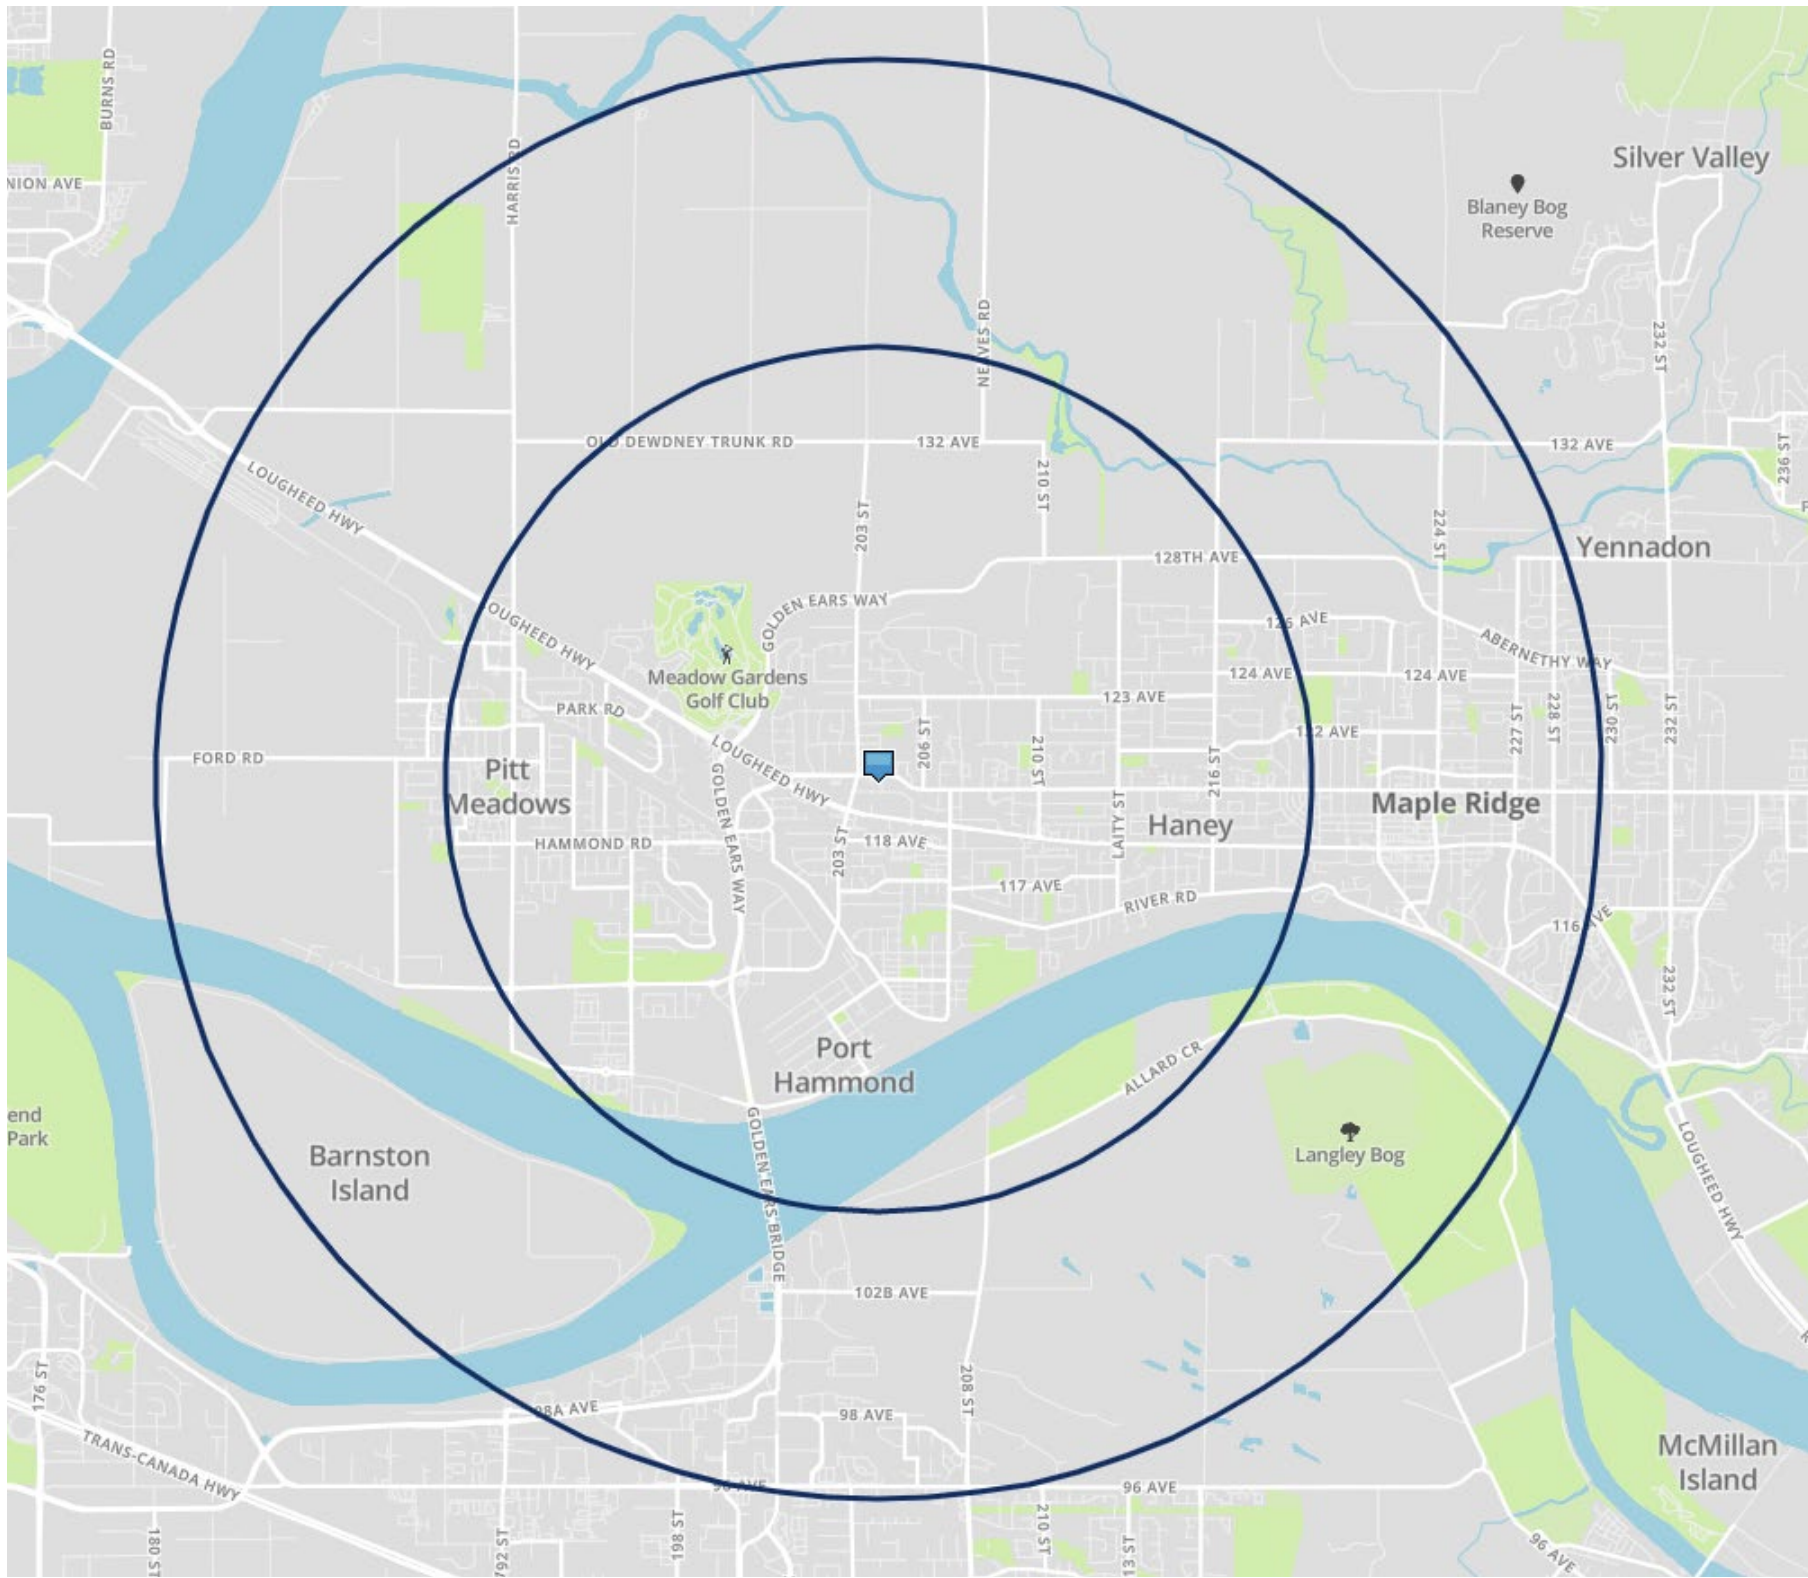 BURNS RD
HARRIS RD
NION AVE
Silver Valley
Blaney Bog
Reserve
NEAVES RD
232 ST
OLD DEWDNEY TRUNK RD
132 AVE
132 AVE
236 ST
LOUGHEED HWY
210 ST
203 ST
224 ST
Yennadon
128TH AVE
GOLDEN EARS WAY
OUGHEED HWY
126 AVE
ABERNETHY WAY
Meadow Gardens
Golf Club
124 AVE
124 AVE
123 AVE
PARK RD
206 ST
210 ST
216 ST
122 AVE
227 ST
228 ST
230 ST
232 ST
FORD RD
LOUGHEED HWY
Pitt
Meadows
GOLDEN EARS WAY
LAITY ST
Haney
Maple Ridge
HAMMOND RD
203 ST
118 AVE
117 AVE
RIVER RD
116 AVE
232 ST
Port
Hammond
ALLARD CR
end
Park
GOLDEN EARS BRIDGE
Barnston
Island
Langley Bog
LOUGHEED HWY
102B AVE
176 ST
208 ST
98A AVE
98 AVE
TRANS-CANADA HWY
McMillan
Island
96 AVE
96 AVE
180 ST
192 ST
198 ST
210 ST
13 ST
96 AVE